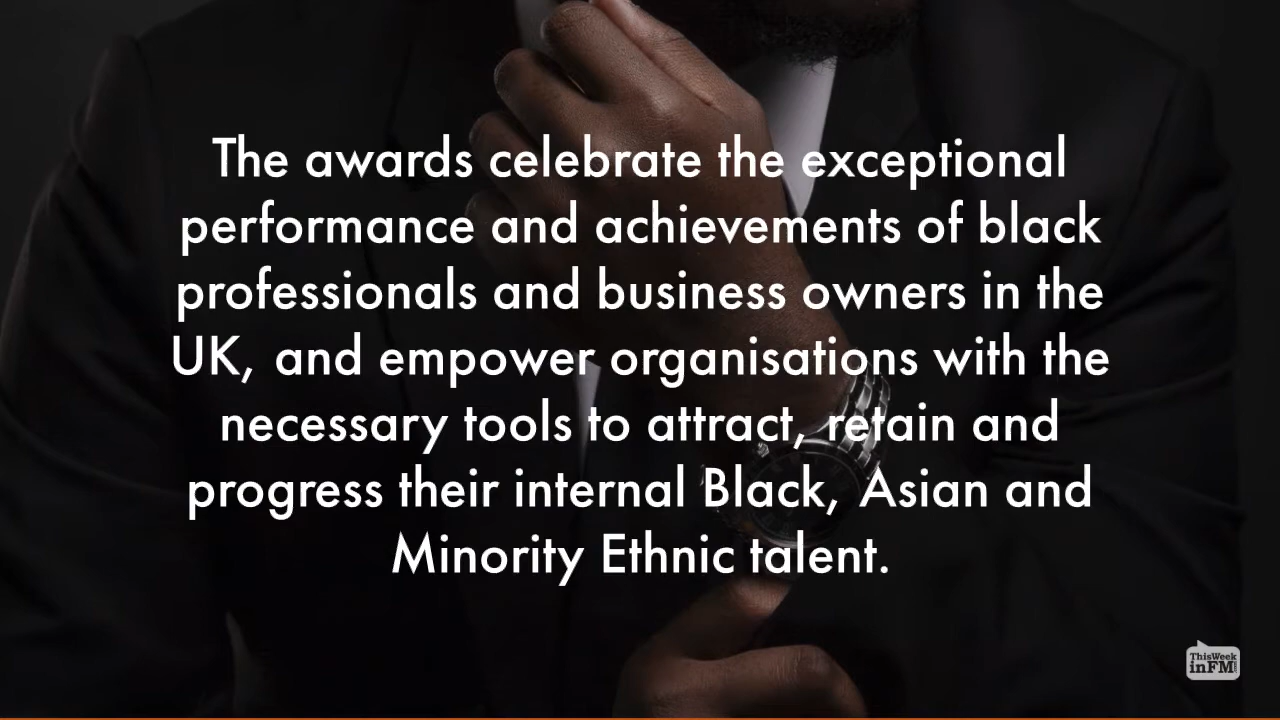 The awards celebrate the exceptional
performance and achievements of black
professionals and business owners in the
UK, and empower organisations with the
necessary tools to attract, retain and
progress their internal Black, Asian and
Minority Ethnic talent.
ThisWeek
inFM